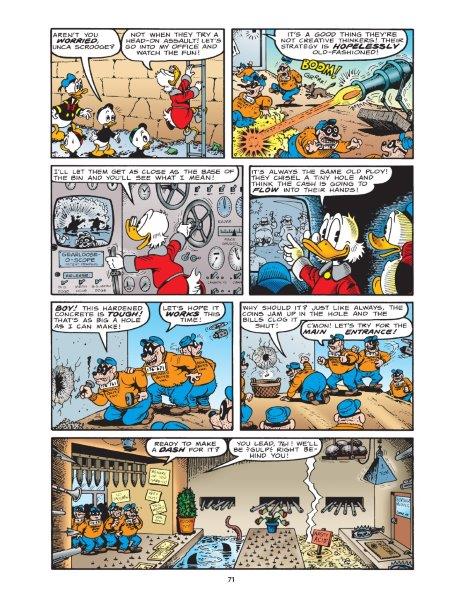 AREN'T YOU
WORRIED,
UNCA SCROOGE?
NOT WHEN THEY TRY A
HEAD-ON ASSAULT! LET'S
GO INTO MY OFFICE AND
WATCH THE FUN!
IT'S A GOOD THING THEY'RE
NOT CREATIVE THINKERS! THEIR
STRATEGY IS HOPELESSLY
OLD-FASHIONED!
BOOM!
I'LL LET THEM GET AS CLOSE AS THE BASE OF
THE BIN AND YOU'LL SEE WHAT I MEAN!
GEARLOOSE-
O-SCOPE
RELEASE
IT'S ALWAYS THE SAME OLD PLOY!
THEY CHISEL A TINY HOLE AND
THINK THE CASH IS GOING TO
FLOW INTO THEIR HANDS!
BOY! THIS HARDENED
CONCRETE IS TOUGH!
THAT'S AS BIG A HOLE
AS I CAN MAKE!
LET'S HOPE IT
WORKS THIS
TIME!
WHY SHOULD IT? JUST LIKE ALWAYS, THE
COINS JAM UP IN THE HOLE AND THE
BILLS CLOG IT
SHUT!
C'MON! LET'S TRY FOR THE
MAIN ENTRANCE!
READY TO MAKE
A DASH FOR IT?
YOU LEAD, 761! WE'LL
BE ?GULP!? RIGHT BE-
HIND YOU!
ACID
71